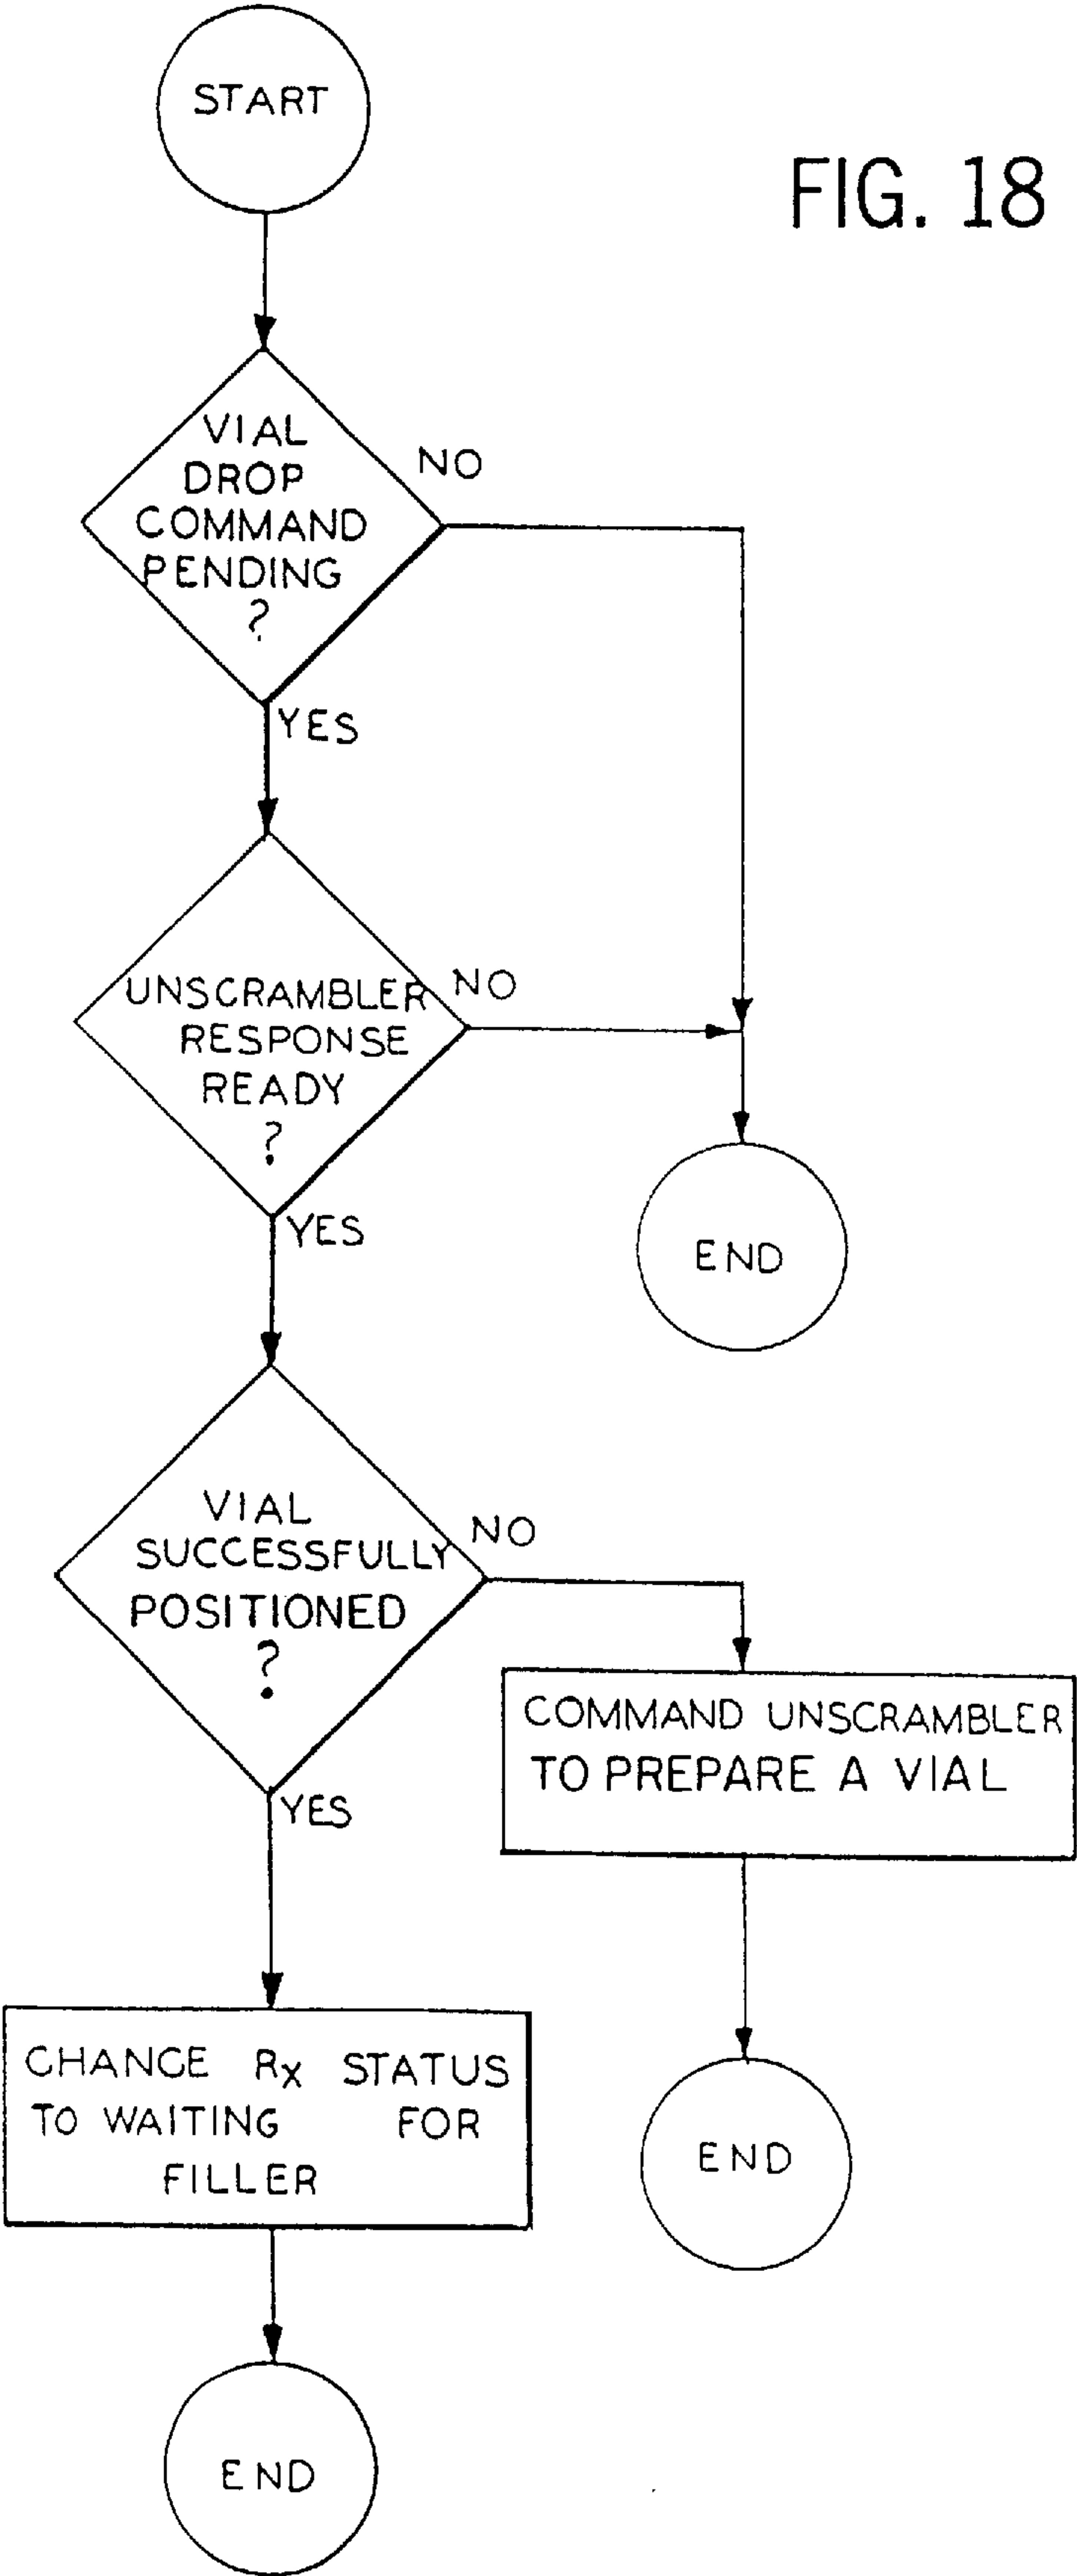 START
FIG. 18
VIAL
DROP
COMMAND
PENDING
?
NO
YES
UNSCRAMBLER
RESPONSE
READY
?
NO
YES
END
VIAL
SUCCESSFULLY
POSITIONED
?
NO
YES
COMMAND UNSCRAMBLER
TO PREPARE A VIAL
CHANGE Rx STATUS
TO WAITING FOR
FILLER
END
END